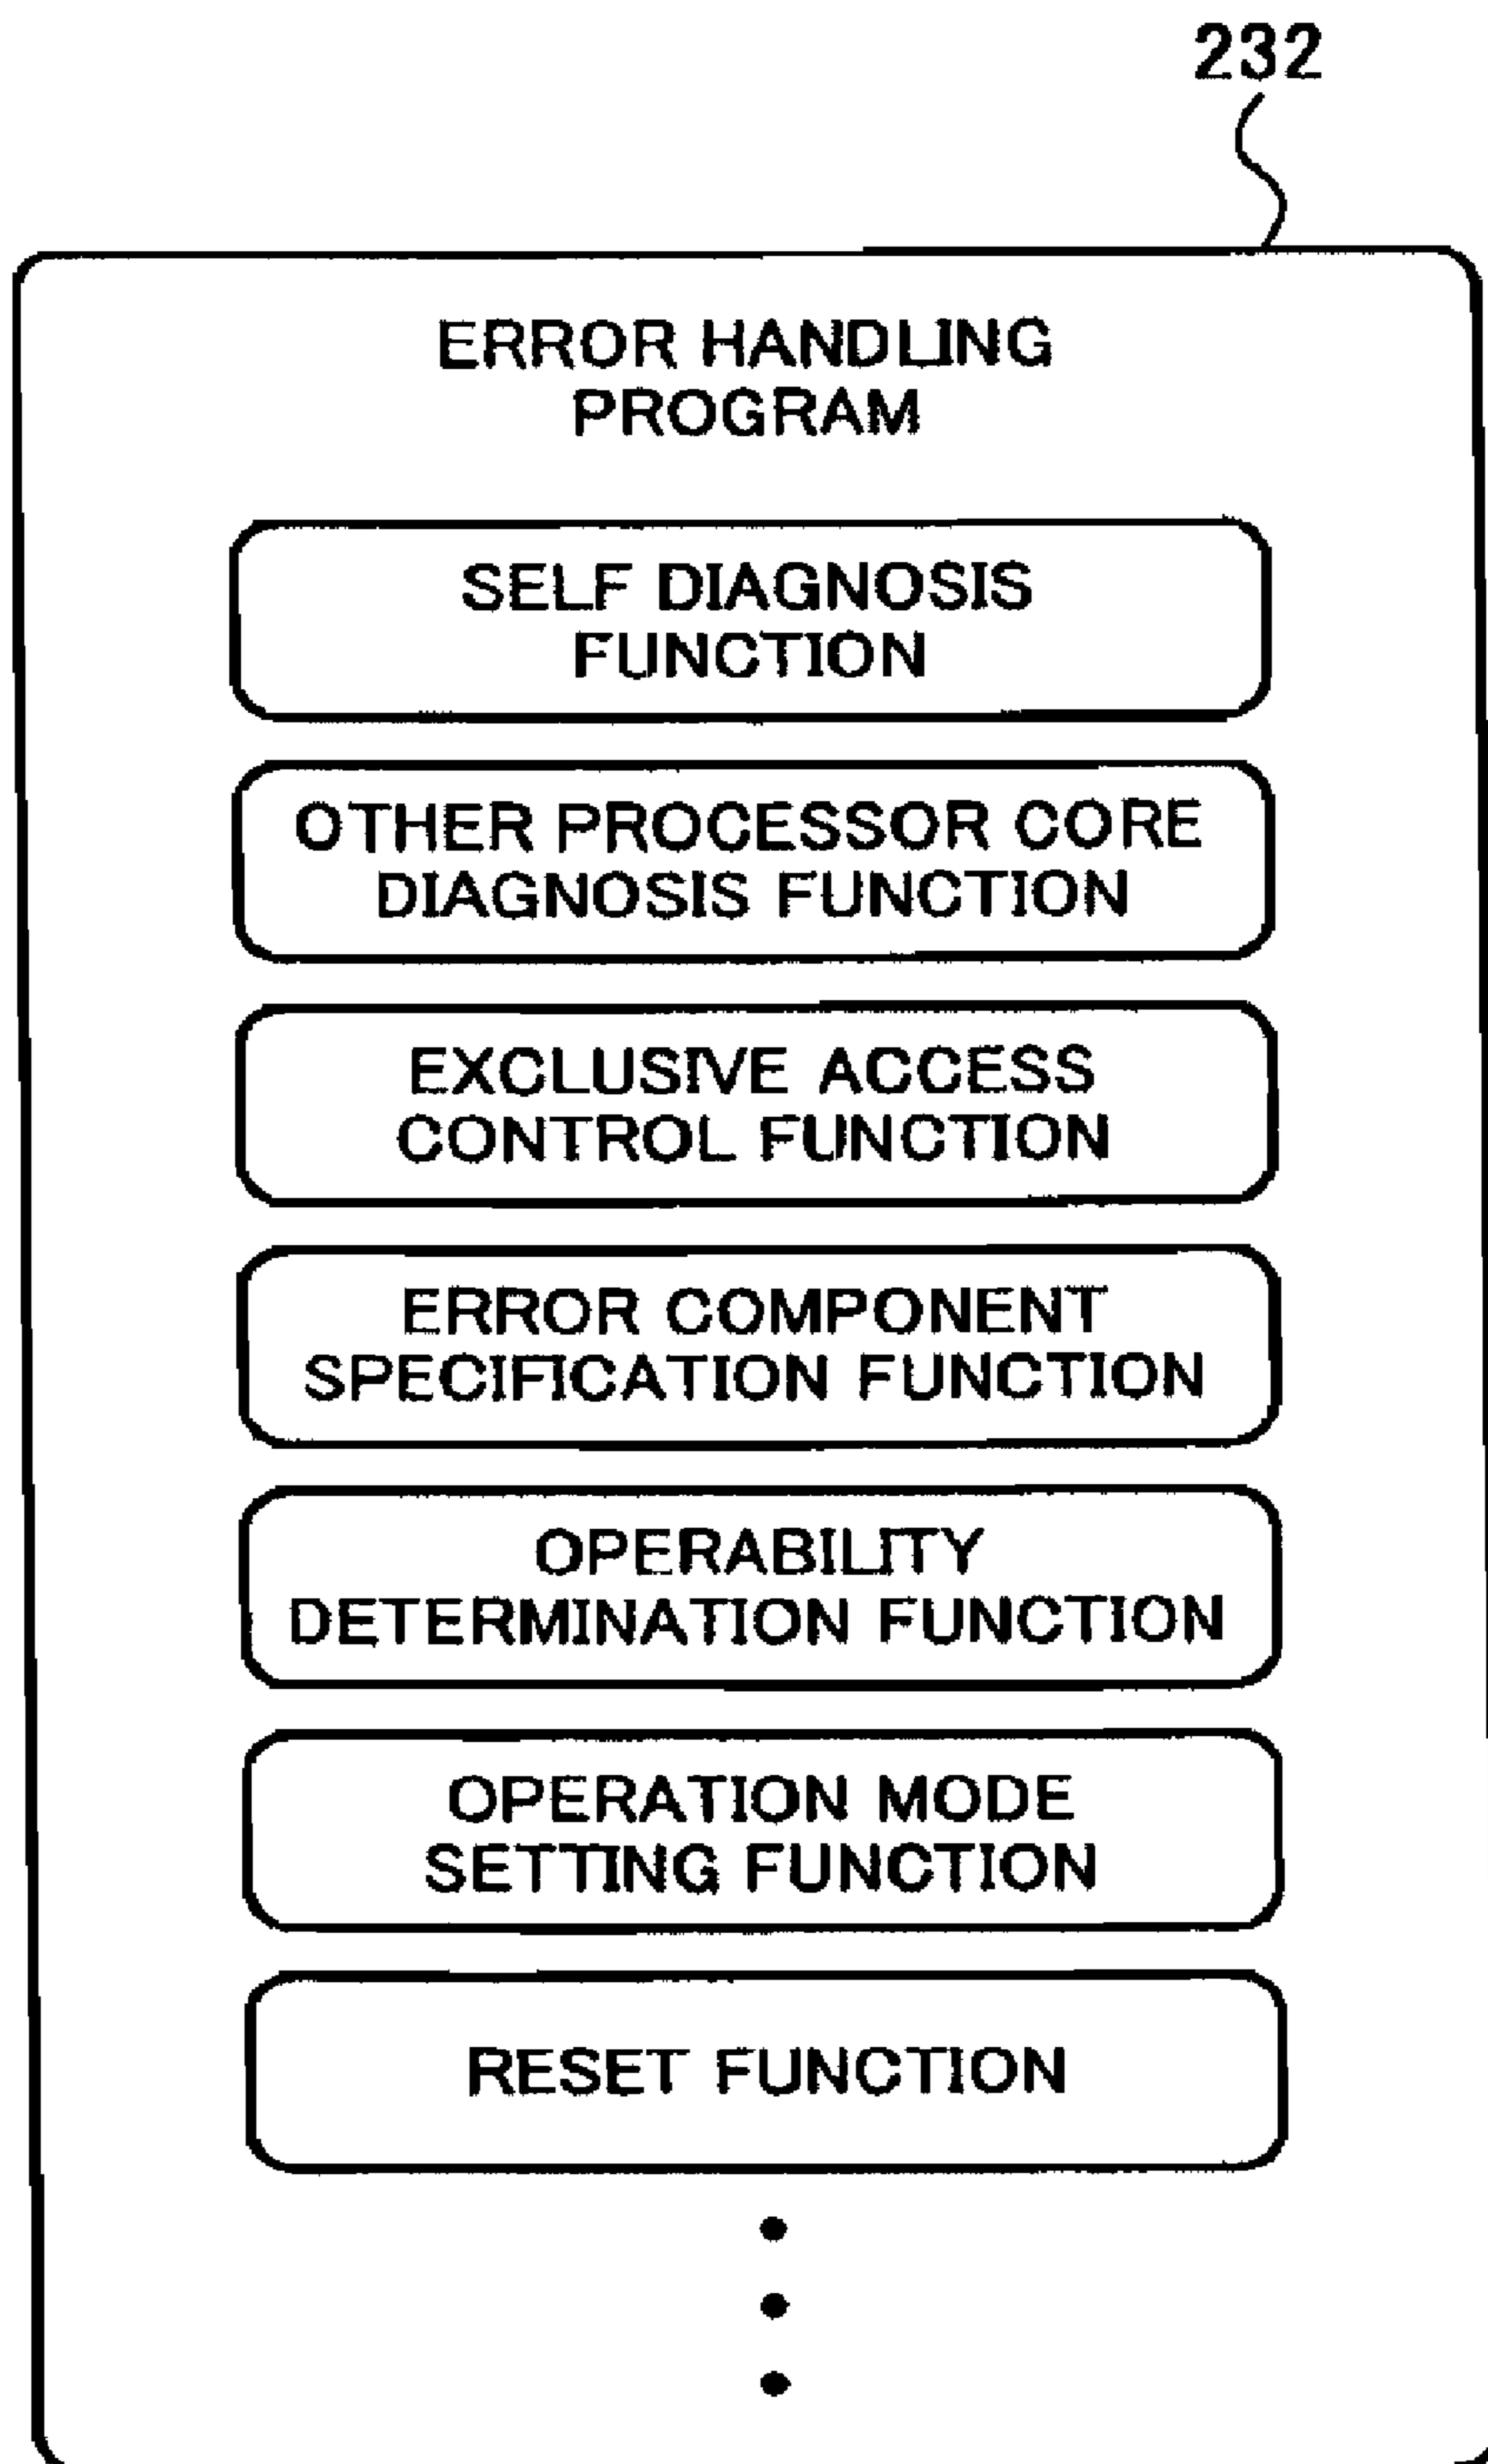 232
ERROR HANDLING
PROGRAM
SELF DIAGNOSIS
FUNCTION
OTHER PROCESSOR CORE
DIAGNOSIS FUNCTION
EXCLUSIVE ACCESS
CONTROL FUNCTION
ERROR COMPONENT
SPECIFICATION FUNCTION
OPERABILITY
DETERMINATION FUNCTION
OPERATION MODE
SETTING FUNCTION
RESET FUNCTION